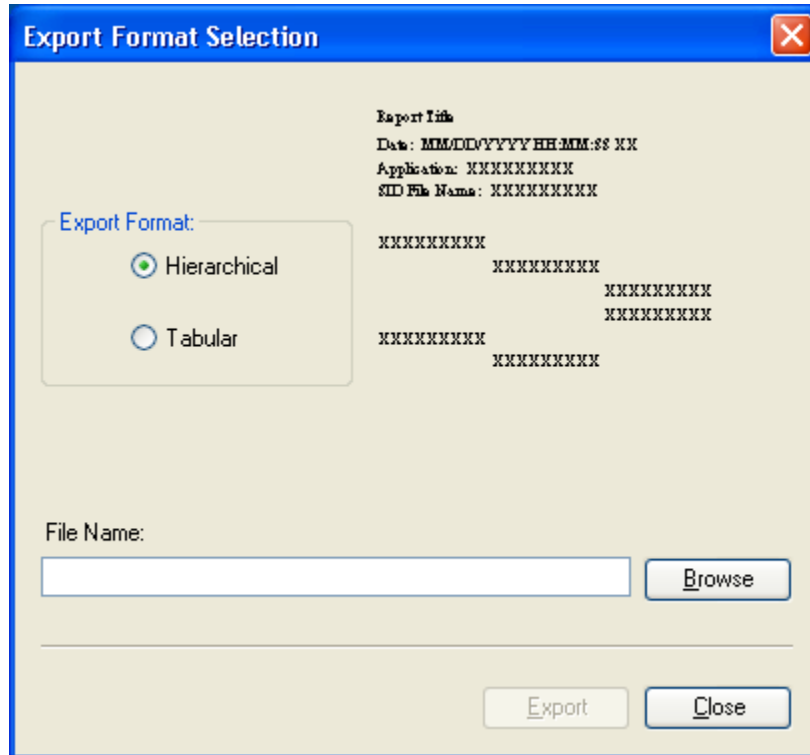 Export Format Selection
Report Title
Date: MM/DD/YYYY HH:MM:SS XX
Application: XXXXXXXXX
SID File Name: XXXXXXXXX
Export Format:
Hierarchical
Tabular
XXXXXXXXX
XXXXXXXXX
XXXXXXXXX
XXXXXXXXX
XXXXXXXXX
XXXXXXXXX
File Name:
Browse
Export
Close